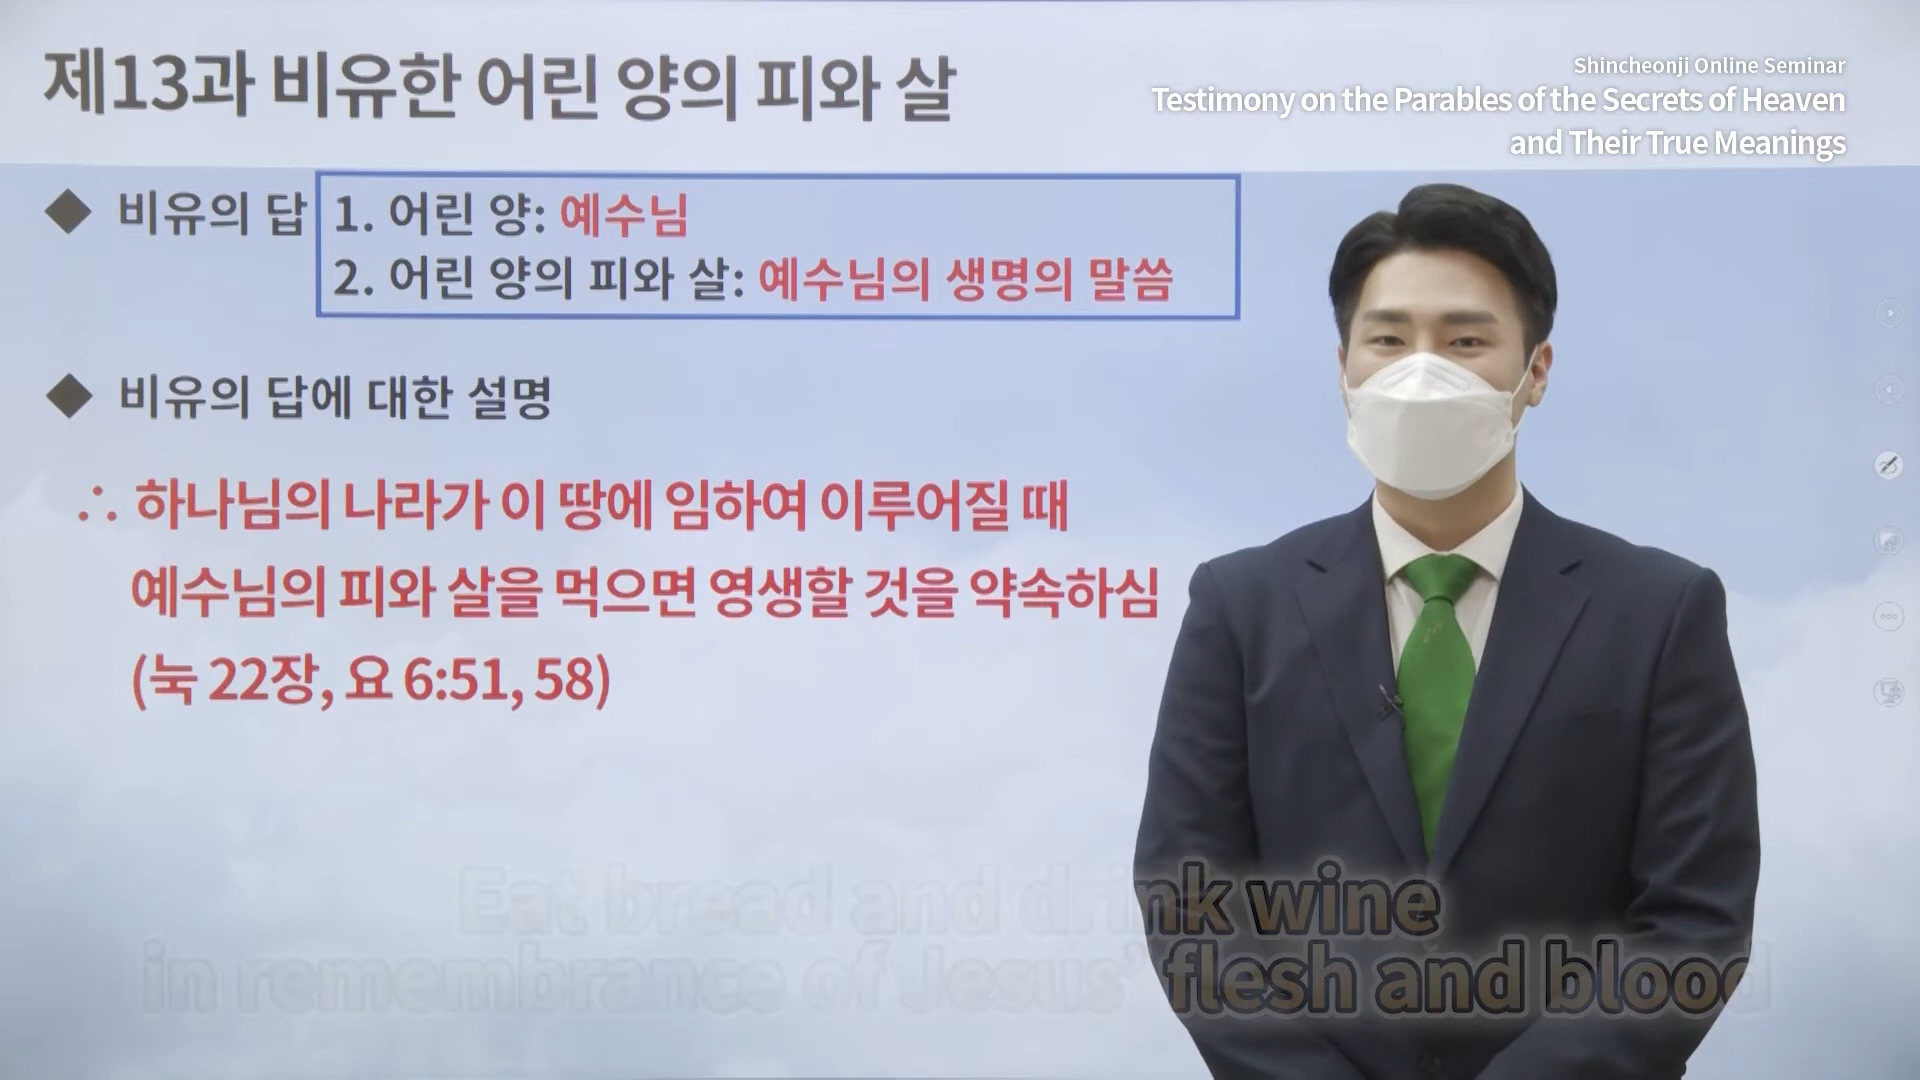 제13과 비유한 어린 양의 피와 살
Shincheonji Online Seminar
Testimony on the Parables of the Secrets of Heaven
and Their True Meanings
◆ 비유의 답
1. 어린 양: 예수님
2. 어린 양의 피와 살: 예수님의 생명의 말씀
◆ 비유의 답에 대한 설명
∴ 하나님의 나라가 이 땅에 임하여 이루어질 때
예수님의 피와 살을 먹으면 영생할 것을 약속하심
(눅 22장, 요 6:51, 58)
Eat bread and drink wine
in remembrance of Jesus' flesh and blood